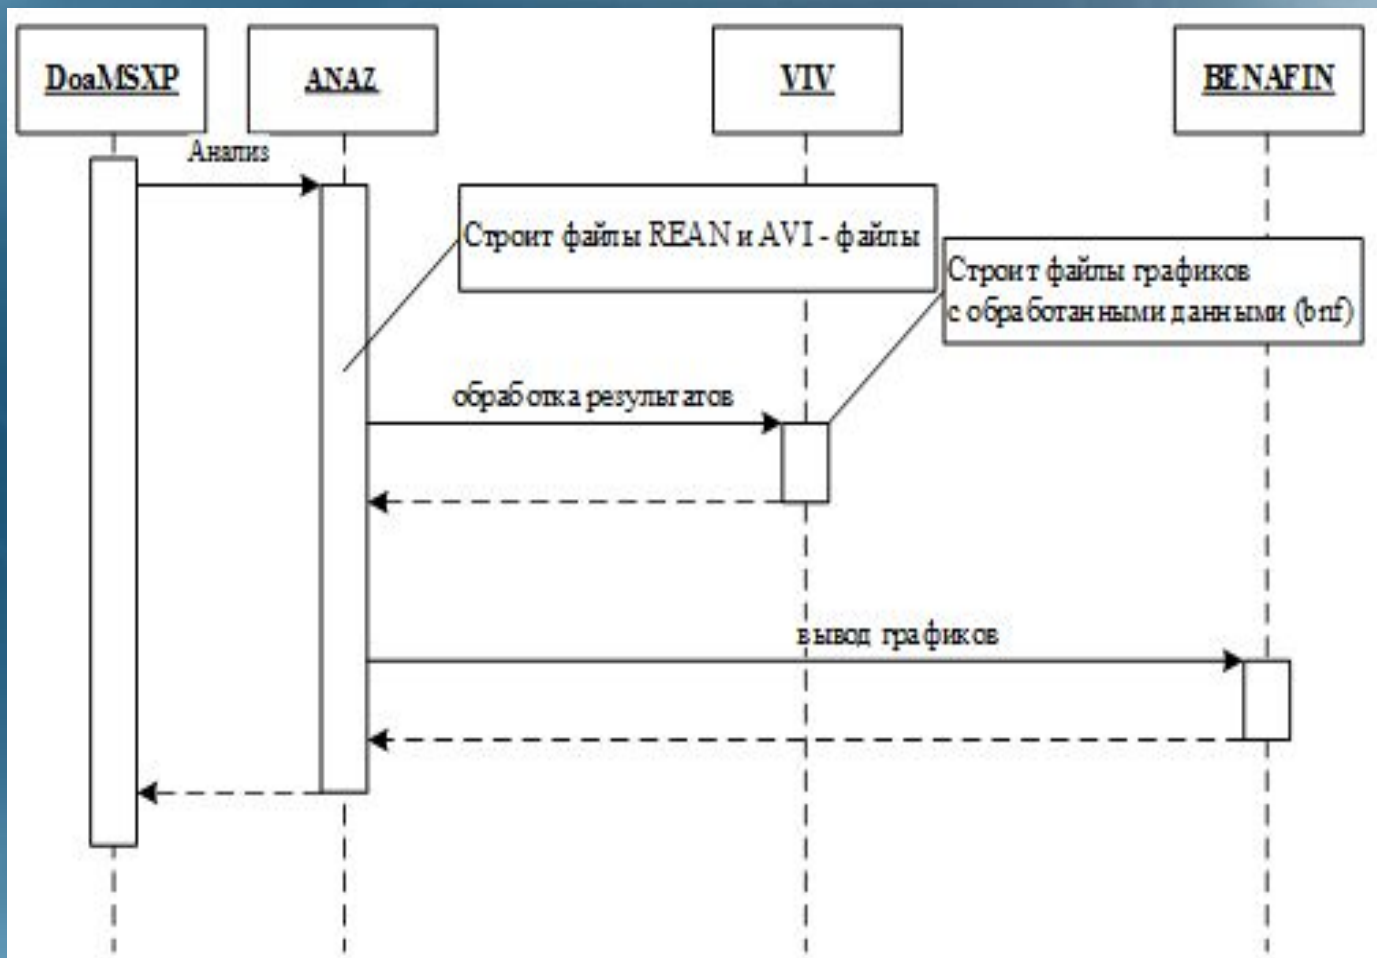 DoaMSXP
ANAZ
VIV
BENAFIN
Анализ
Строит файлы REAN и AVI - файлы
Строит файлы графиков
с обработанными данными (bnf)
обработка результатов
вывод графиков